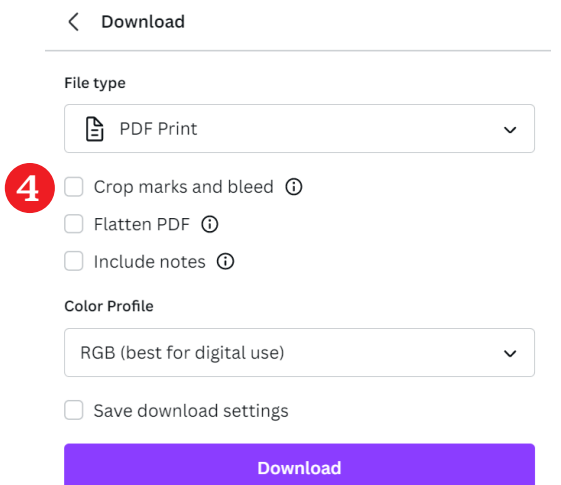 Download
File type
PDF Print
4 Crop marks and bleed
Flatten PDF
Include notes
Color Profile
RGB (best for digital use)
Save download settings
Download